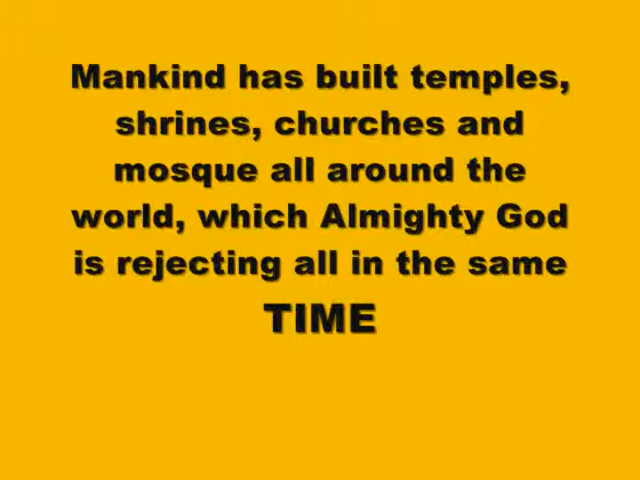 Mankind has built temples,
shrines, churches and
mosque all around the
world, which Almighty God
is rejecting all in the same
TIME